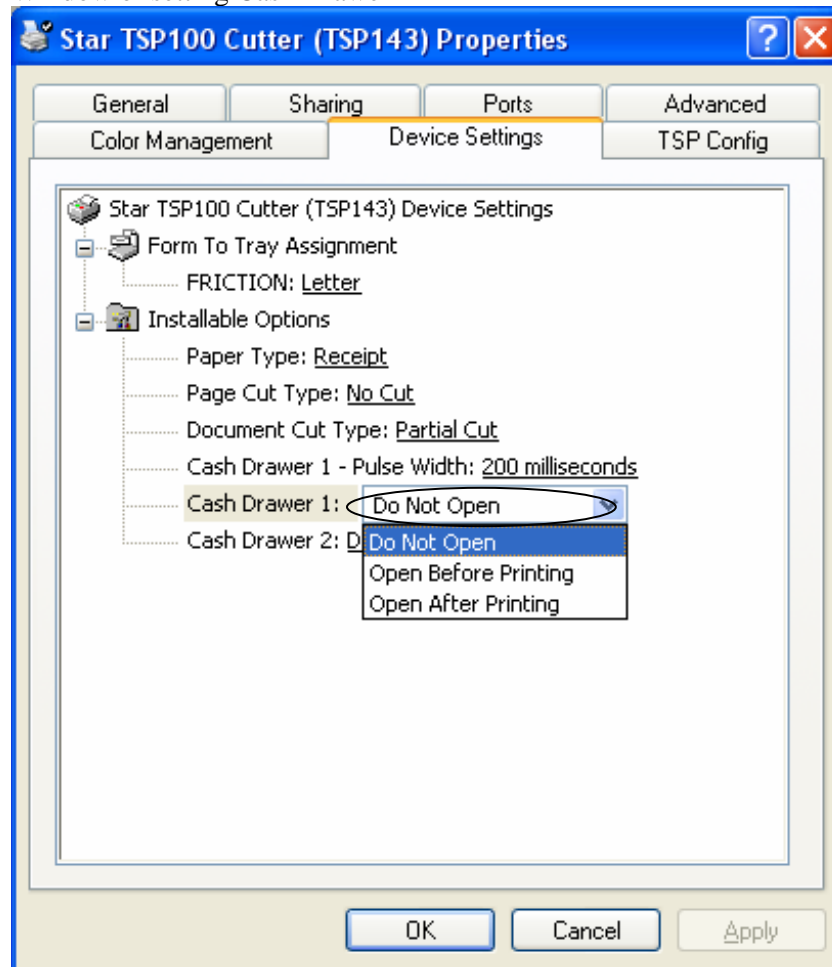 Star TSP100 Cutter (TSP143) Properties
General Sharing Ports Advanced
Color Management Device Settings TSP Config
Star TSP100 Cutter (TSP143) Device Settings
Form To Tray Assignment
FRICTION: Letter
Installable Options
Paper Type: Receipt
Page Cut Type: No Cut
Document Cut Type: Partial Cut
Cash Drawer 1 - Pulse Width: 200 milliseconds
Cash Drawer 1: Do Not Open
Cash Drawer 2: D
Do Not Open
Open Before Printing
Open After Printing
OK Cancel Apply